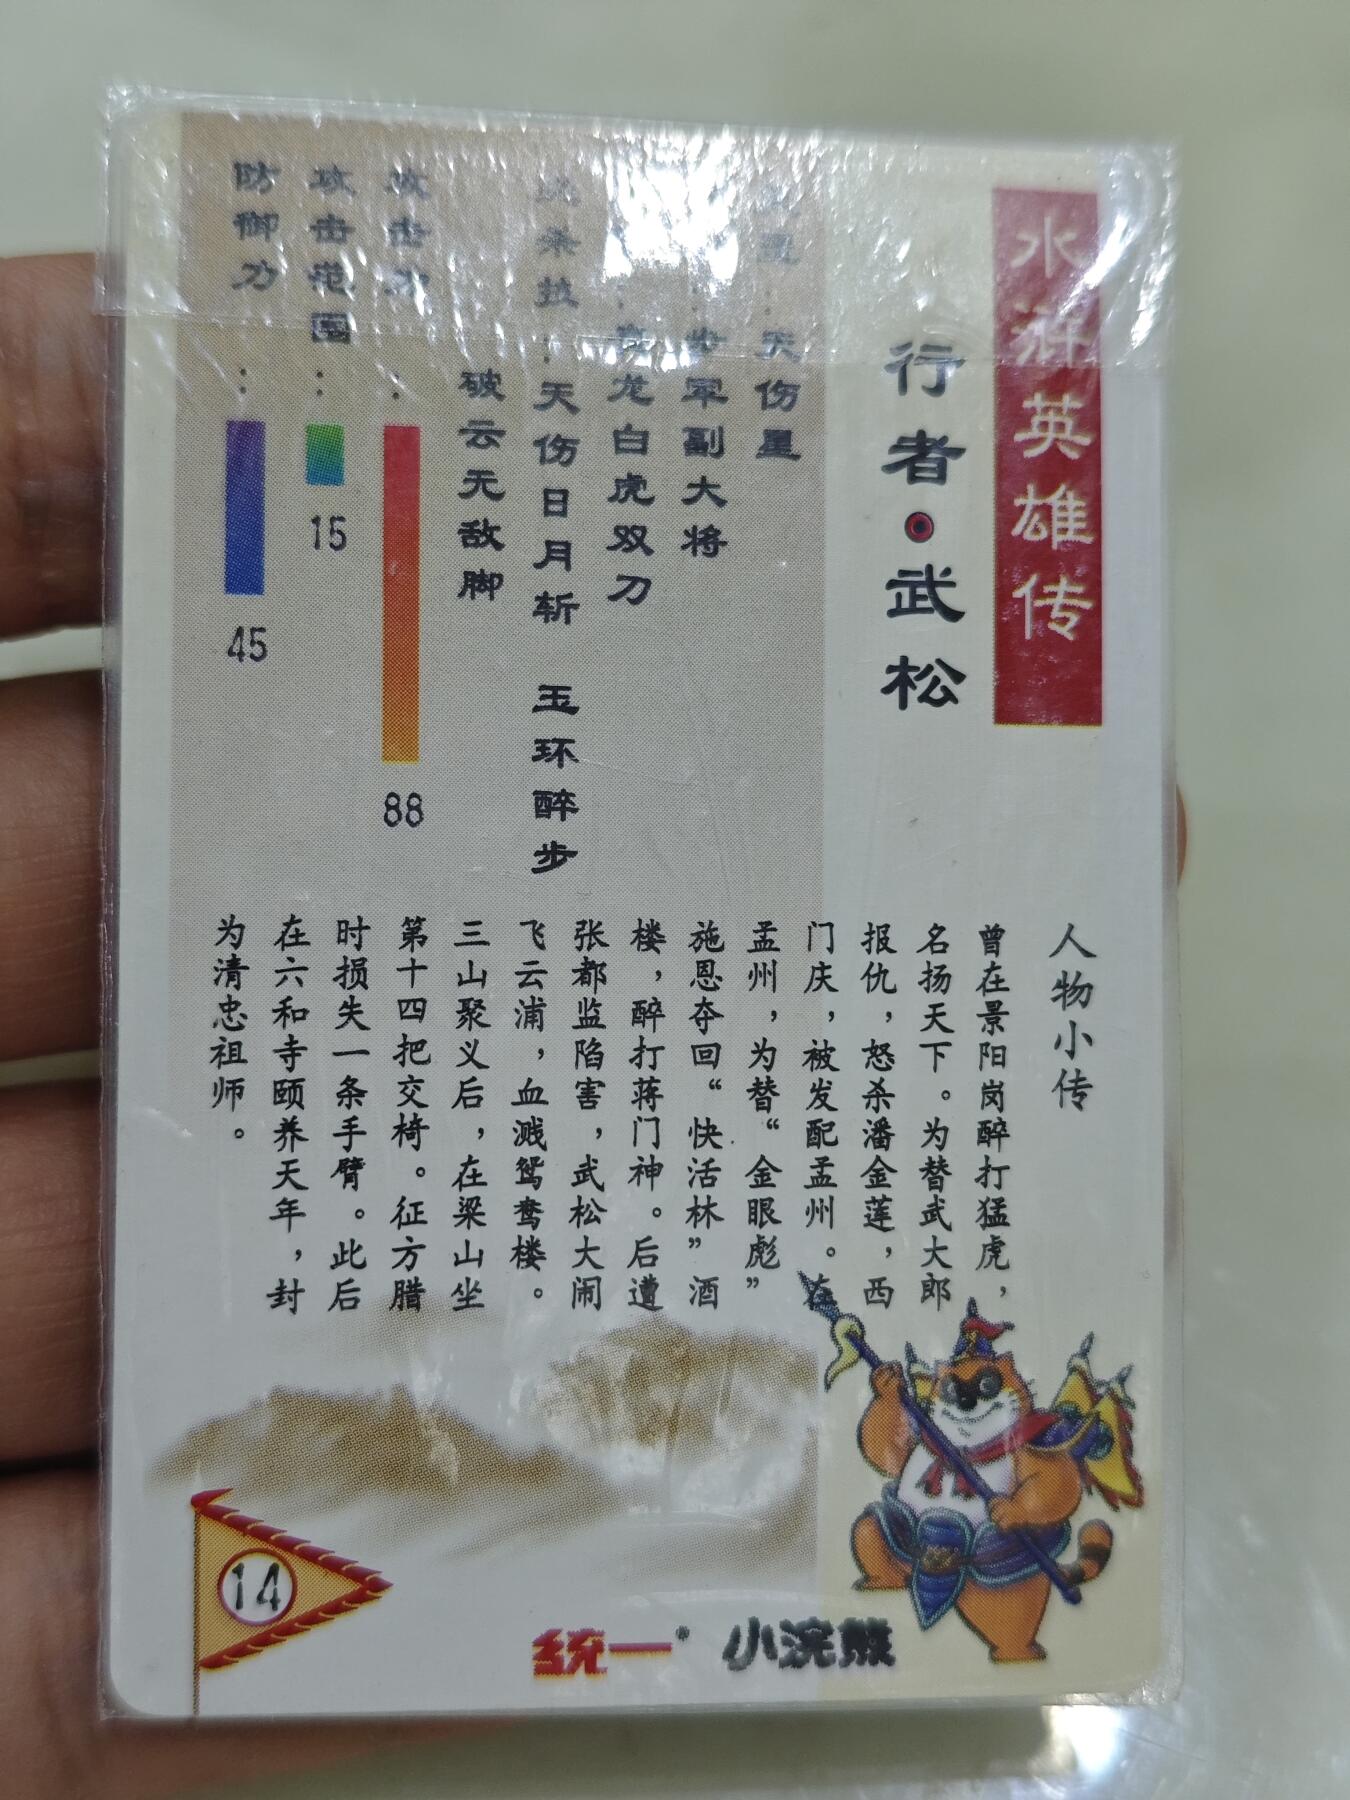 水浒英雄传
行者·武松
星:天伤星
:步军副大将
:龙白虎双刀
必杀技:天伤日月斩 玉环醉步
破云无敌脚
攻击力:88
攻击范围:15
防御力:45
人物小传
曾在景阳岗醉打猛虎,
名扬天下。为替武大郎
报仇,怒杀潘金莲,西
门庆,被发配孟州。在
孟州,为替“金眼彪”
施恩夺回“快活林”酒
楼,醉打蒋门神。后遭
张都监陷害,武松大闹
飞云浦,血溅鸳鸯楼。
三山聚义后,在梁山坐
第十四把交椅。征方腊
时损失一条手臂。此后
在六和寺颐养天年,封
为清忠祖师。
14
统一 小浣熊